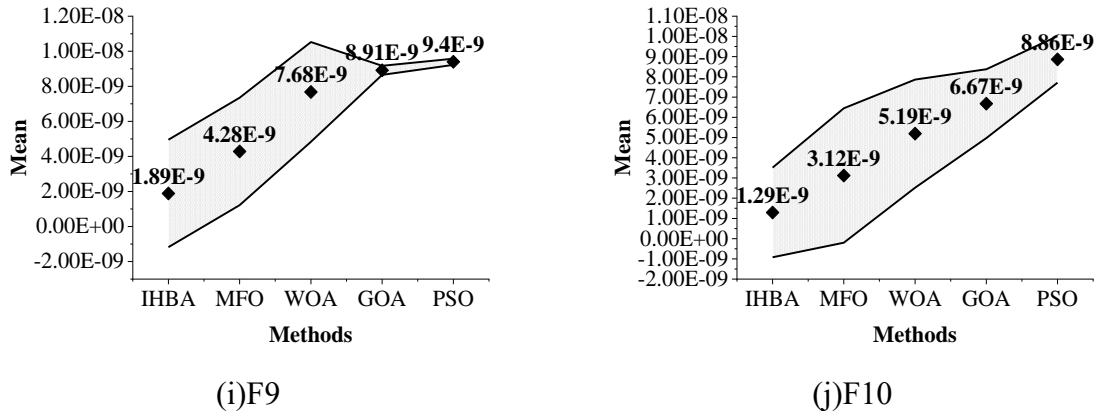 1.20E-08
1.00E-08
8.00E-09
6.00E-09
4.00E-09
2.00E-09
0.00E+00
-2.00E-09
Mean
1.89E-9
4.28E-9
7.68E-9
8.91E-9
9.4E-9
IHBA MFO WOA GOA PSO
Methods
(i)F9
1.10E-08
1.00E-08
9.00E-09
8.00E-09
7.00E-09
6.00E-09
5.00E-09
4.00E-09
3.00E-09
2.00E-09
1.00E-09
0.00E+00
-1.00E-09
-2.00E-09
Mean
1.29E-9
3.12E-9
5.19E-9
6.67E-9
8.86E-9
IHBA MFO WOA GOA PSO
Methods
(j)F10